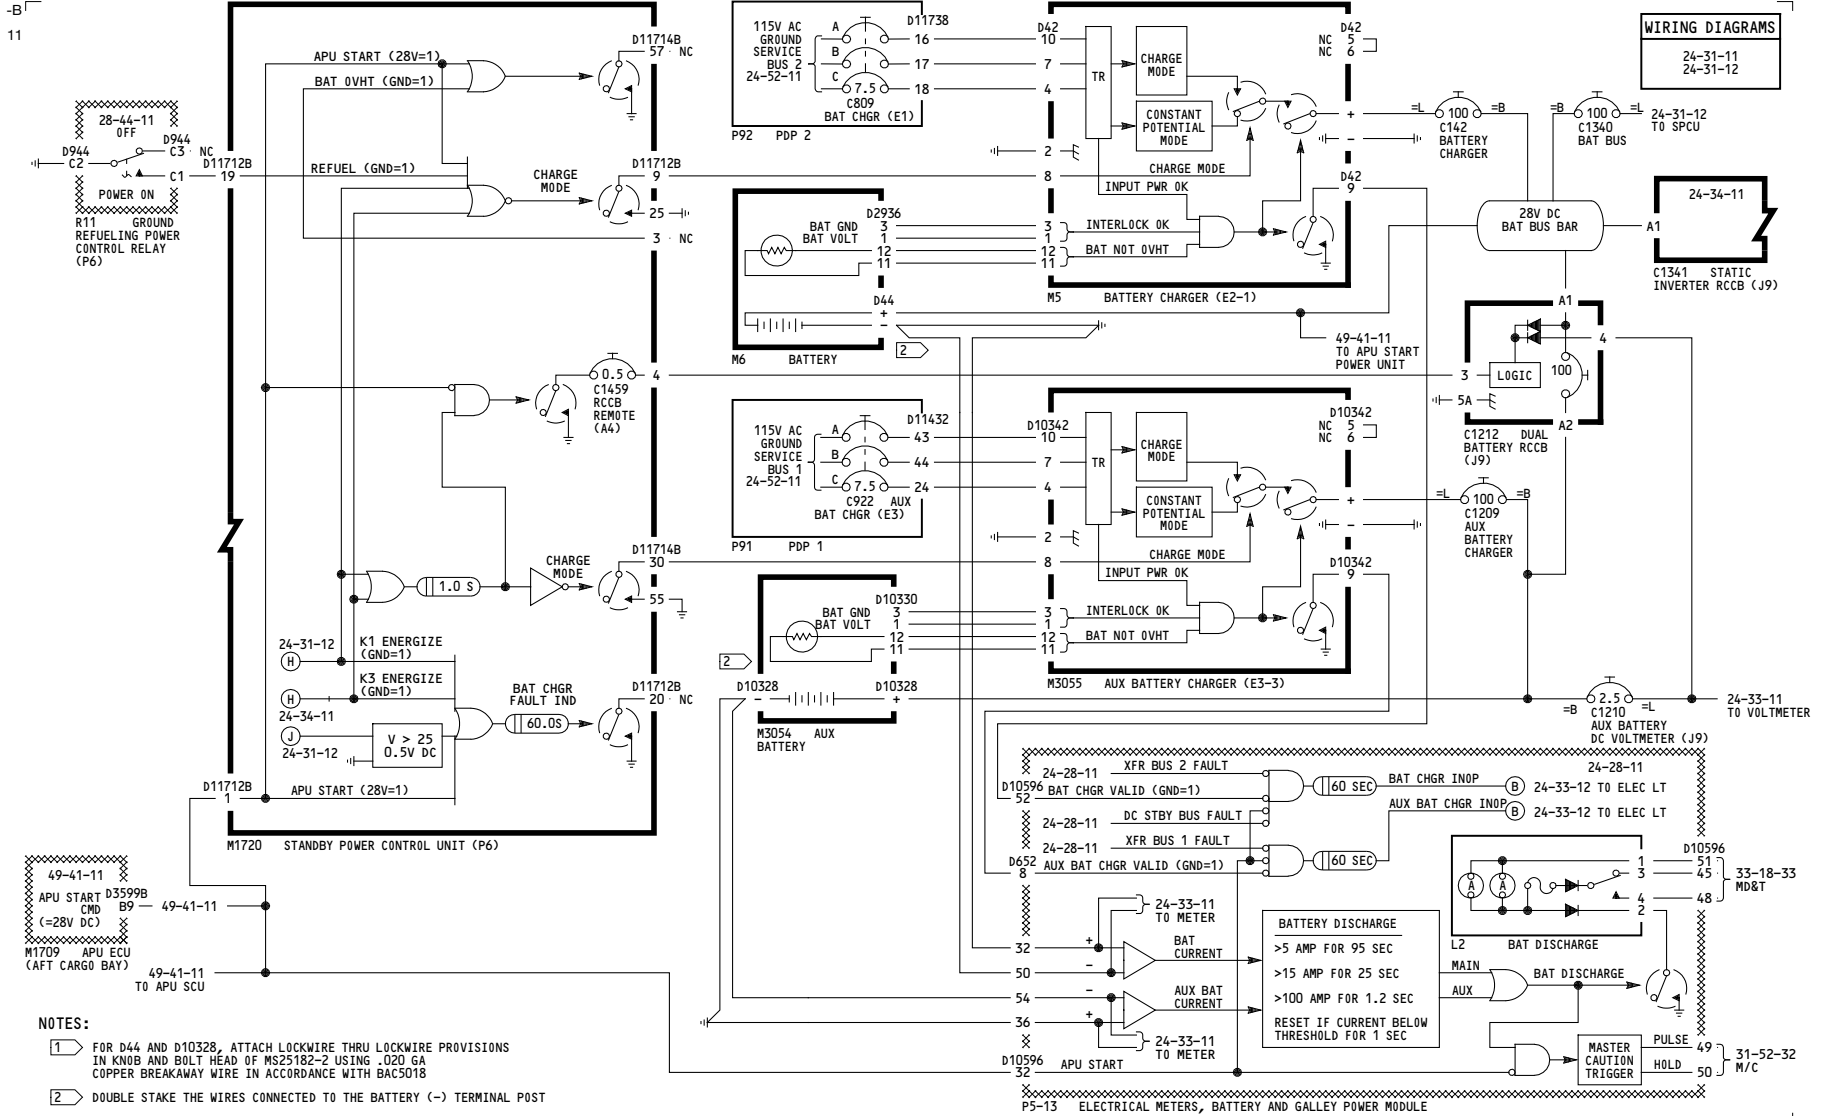 -B
11
WIRING DIAGRAMS
24-31-11
24-31-12
28-44-11
OFF
D944
C3 NC
D944
C2
C1
POWER ON
R11 GROUND
REFUELING POWER
CONTROL RELAY
(P6)
D11712B
19
APU START (28V=1)
BAT OVHT (GND=1)
REFUEL (GND=1)
CHARGE
MODE
D11714B
57 NC
D11712B
9
25
3 NC
0.5
4
C1459
RCCB
REMOTE
(A4)
1.0 S
CHARGE
MODE
D11714B
30
55
24-31-12
H
K1 ENERGIZE
(GND=1)
H
K3 ENERGIZE
(GND=1)
24-34-11
J
24-31-12
V > 25
0.5V DC
BAT CHGR
FAULT IND
60.0S
D11712B
20 NC
D11712B
1
APU START (28V=1)
M1720 STANDBY POWER CONTROL UNIT (P6)
49-41-11
APU START
CMD
(=28V DC)
D3599B
B9
49-41-11
M1709 APU ECU
(AFT CARGO BAY)
49-41-11
TO APU SCU
NOTES:
1 FOR D44 AND D10328, ATTACH LOCKWIRE THRU LOCKWIRE PROVISIONS
IN KNOB AND BOLT HEAD OF MS25182-2 USING .020 GA
COPPER BREAKAWAY WIRE IN ACCORDANCE WITH BAC5018
2 DOUBLE STAKE THE WIRES CONNECTED TO THE BATTERY (-) TERMINAL POST
115V AC
GROUND
SERVICE
BUS 2
24-52-11
A
B
C
7.5
C809
BAT CHGR (E1)
D11738
16
17
18
P92 PDP 2
D42
10
7
4
2
8
TR
CHARGE
MODE
CONSTANT
POTENTIAL
MODE
CHARGE MODE
INPUT PWR OK
3
1
INTERLOCK OK
12
11
BAT NOT OVHT
D42
NC 5
NC 6
+
-
D42
9
M5 BATTERY CHARGER (E2-1)
BAT GND
BAT VOLT
D2936
3
1
12
11
D44
+
-
2
M6 BATTERY
=L
100
=B
C142
BATTERY
CHARGER
=B
100
=L
C1340
BAT BUS
24-31-12
TO SPCU
28V DC
BAT BUS BAR
A1
24-34-11
C1341 STATIC
INVERTER RCCB (J9)
49-41-11
TO APU START
POWER UNIT
A1
4
3
LOGIC
100
5A
A2
C1212 DUAL
BATTERY RCCB
(J9)
115V AC
GROUND
SERVICE
BUS 1
24-52-11
A
B
C
7.5
C922 AUX
BAT CHGR (E3)
D11432
43
44
24
P91 PDP 1
D10342
10
7
4
2
8
TR
CHARGE
MODE
CONSTANT
POTENTIAL
MODE
CHARGE MODE
INPUT PWR OK
3
1
INTERLOCK OK
12
11
BAT NOT OVHT
D10342
NC 5
NC 6
+
-
D10342
9
M3055 AUX BATTERY CHARGER (E3-3)
=L
100
=B
C1209
AUX
BATTERY
CHARGER
2
BAT GND
BAT VOLT
D10330
3
1
12
11
D10328
-
D10328
+
M3054 AUX
BATTERY
=B
2.5
=L
C1210
AUX BATTERY
DC VOLTMETER (J9)
24-33-11
TO VOLTMETER
24-28-11
24-28-11
XFR BUS 2 FAULT
D10596
52
BAT CHGR VALID (GND=1)
24-28-11
DC STBY BUS FAULT
24-28-11
XFR BUS 1 FAULT
D652
8
AUX BAT CHGR VALID (GND=1)
60 SEC
BAT CHGR INOP
B
24-33-12 TO ELEC LT
60 SEC
AUX BAT CHGR INOP
B
24-33-12 TO ELEC LT
A
A
1
3
4
2
L2 BAT DISCHARGE
D10596
51
45
48
33-18-33
MD&T
24-33-11
TO METER
32
+
50
-
BAT
CURRENT
54
-
36
+
AUX BAT
CURRENT
24-33-11
TO METER
BATTERY DISCHARGE
>5 AMP FOR 95 SEC
>15 AMP FOR 25 SEC
>100 AMP FOR 1.2 SEC
RESET IF CURRENT BELOW
THRESHOLD FOR 1 SEC
MAIN
AUX
BAT DISCHARGE
D10596
32
APU START
MASTER
CAUTION
TRIGGER
PULSE
49
HOLD
50
31-52-32
M/C
P5-13 ELECTRICAL METERS, BATTERY AND GALLEY POWER MODULE